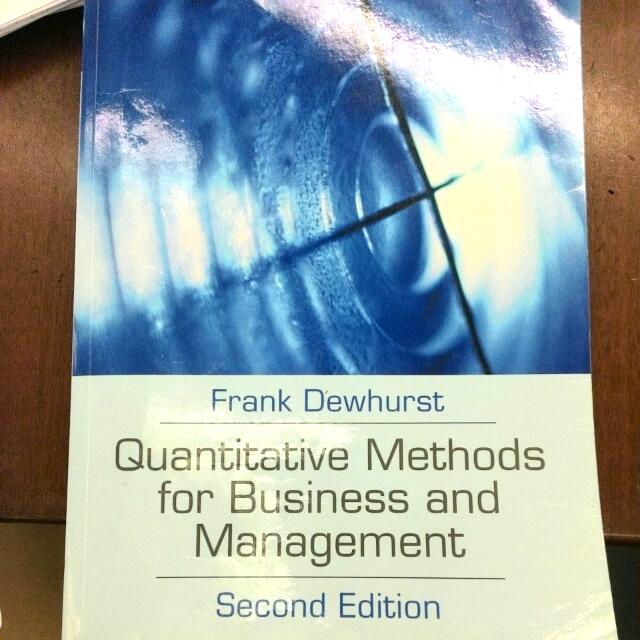 Frank Dewhurst
Quantitative Methods
for Business and
Management
Second Edition